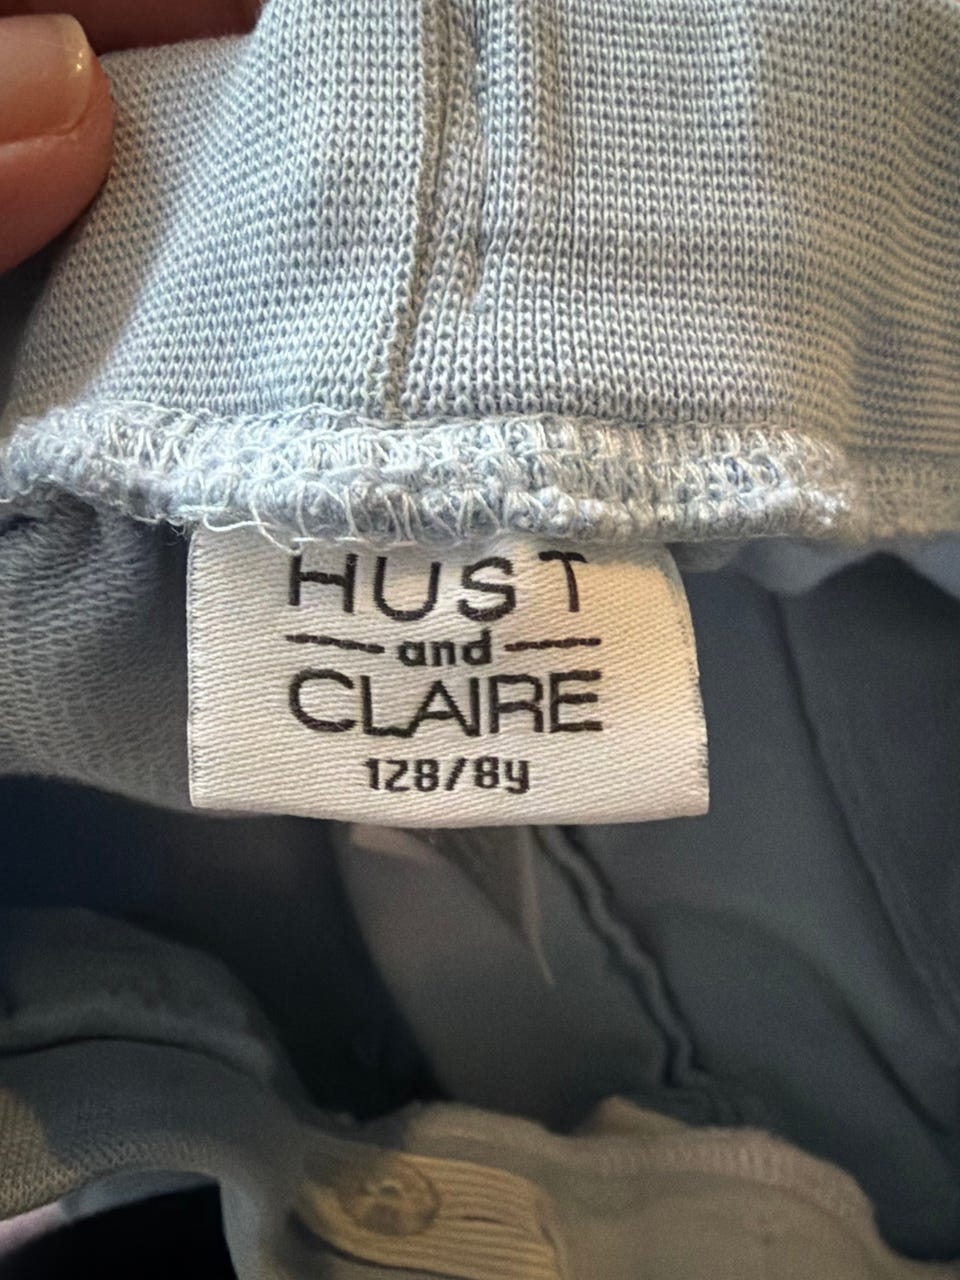 HUST
and
CLAIRE
128/8y